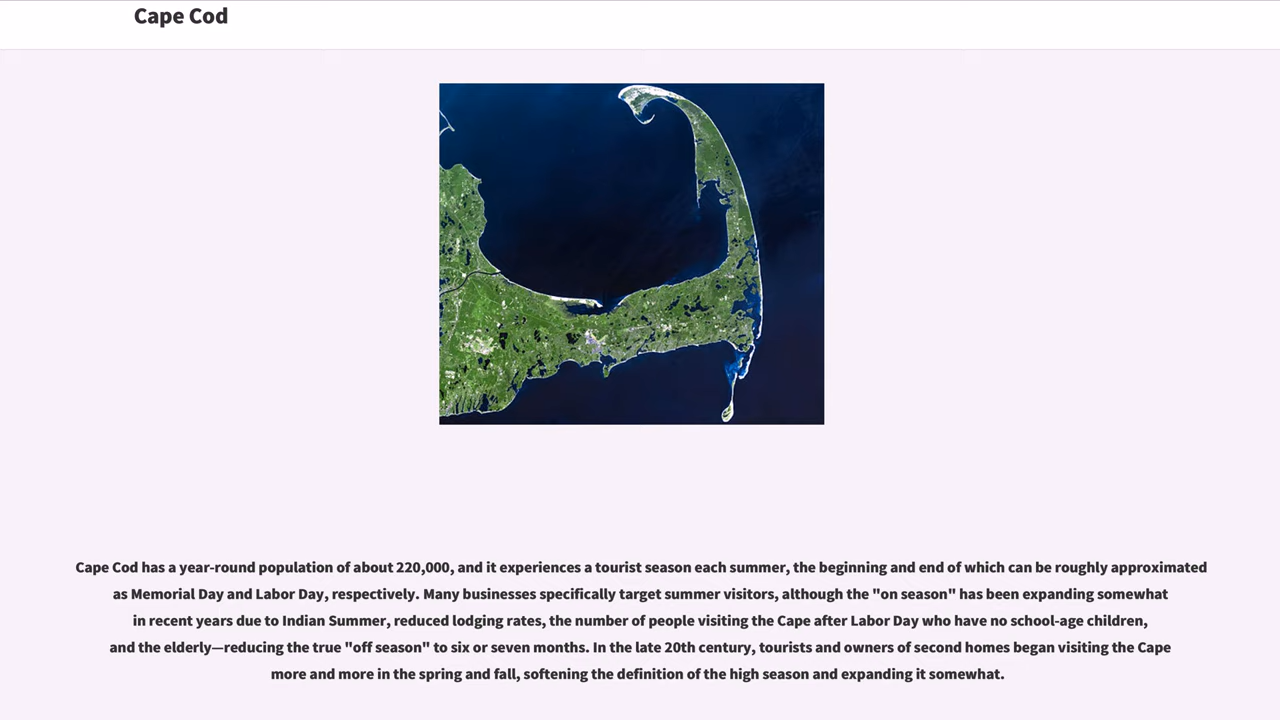 Cape Cod
Cape Cod has a year-round population of about 220,000, and it experiences a tourist season each summer, the beginning and end of which can be roughly approximated
as Memorial Day and Labor Day, respectively. Many businesses specifically target summer visitors, although the "on season" has been expanding somewhat
in recent years due to Indian Summer, reduced lodging rates, the number of people visiting the Cape after Labor Day who have no school-age children,
and the elderly—reducing the true "off season" to six or seven months. In the late 20th century, tourists and owners of second homes began visiting the Cape
more and more in the spring and fall, softening the definition of the high season and expanding it somewhat.